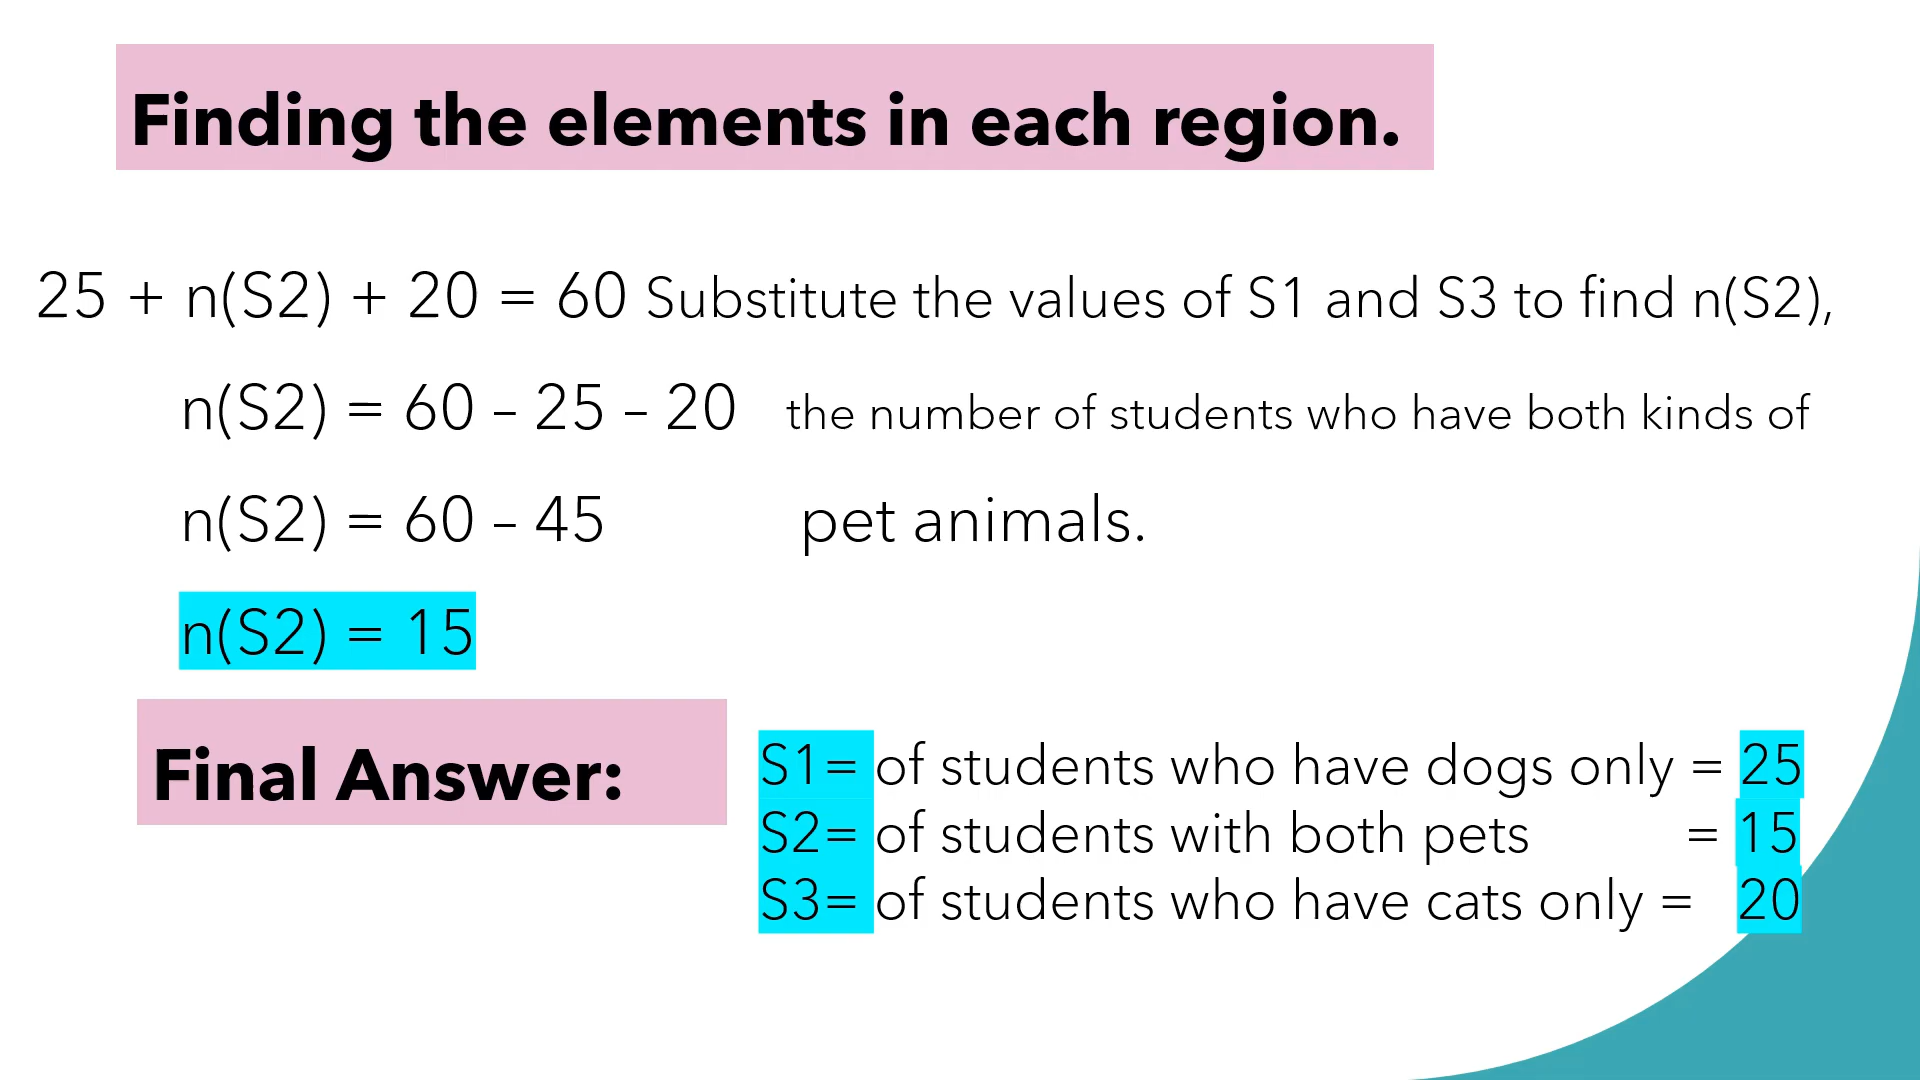 Finding the elements in each region.
25 + n(S2) + 20 = 60 Substitute the values of S1 and S3 to find n(S2),
n(S2) = 60 – 25 – 20 the number of students who have both kinds of
n(S2) = 60 – 45 pet animals.
n(S2) = 15
Final Answer:
S1= of students who have dogs only = 25
S2= of students with both pets = 15
S3= of students who have cats only = 20